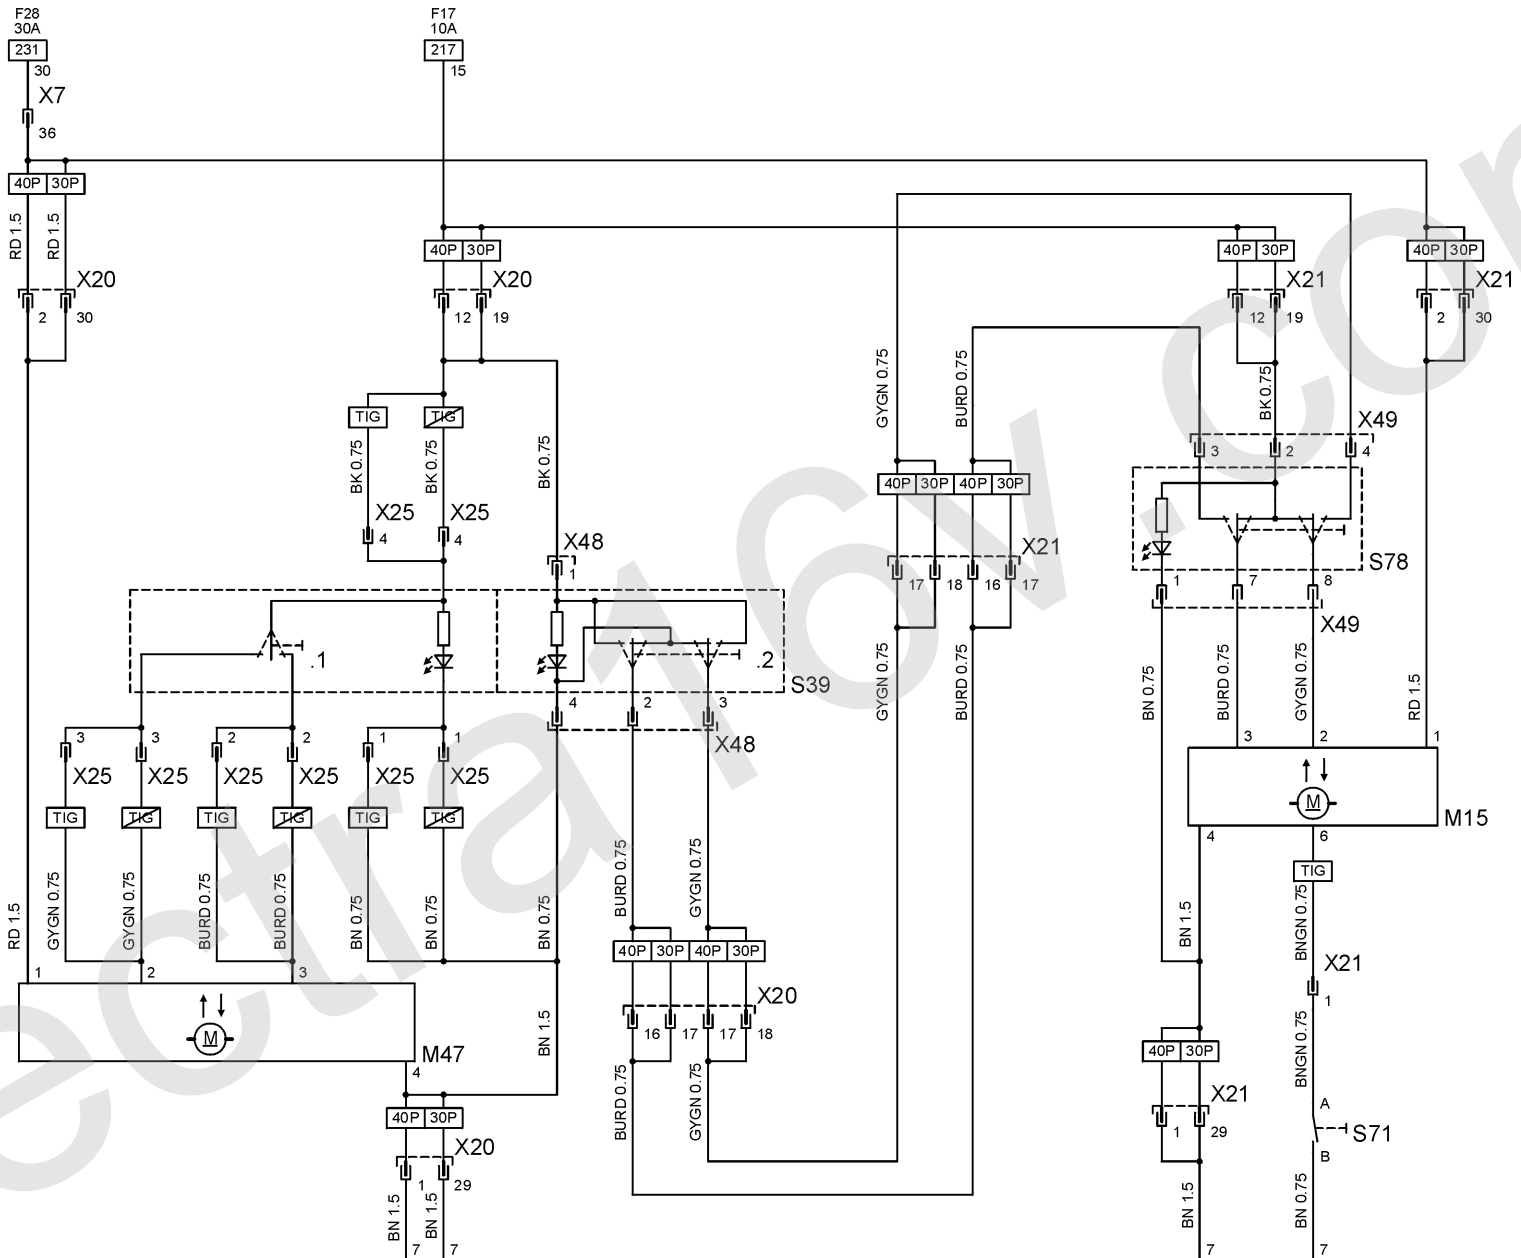 F28
30A
231
30
X7
36
F17
10A
217
15
40P 30P
RD 1.5
RD 1.5
X20
2
30
40P 30P
X20
12
19
40P 30P
X21
12
19
40P 30P
X21
2
30
TIG
TIG
BK 0.75
BK 0.75
BK 0.75
X25
4
X25
4
X48
1
GYGN 0.75
BURD 0.75
BK 0.75
X49
3
2
4
40P 30P 40P 30P
X21
17
18
16
17
S78
1
7
8
X49
.1
.2
S39
4
2
3
X48
GYGN 0.75
BURD 0.75
BN 0.75
BURD 0.75
GYGN 0.75
RD 1.5
3
X25
3
X25
2
X25
2
X25
1
X25
1
X25
TIG
TIG
TIG
TIG
TIG
TIG
3
2
1
M
M15
4
6
TIG
RD 1.5
GYGN 0.75
GYGN 0.75
BURD 0.75
BURD 0.75
BN 0.75
BN 0.75
BN 0.75
BURD 0.75
GYGN 0.75
BN 1.5
BNGN 0.75
40P 30P 40P 30P
1
2
3
M
M47
4
BN 1.5
X20
16
17
17
18
X21
1
40P 30P
X20
1
29
BN 1.5
BN 1.5
7
7
BURD 0.75
GYGN 0.75
40P 30P
X21
1
29
BN 1.5
7
BNGN 0.75
A
S71
B
BN 0.75
7
ectra16v.co